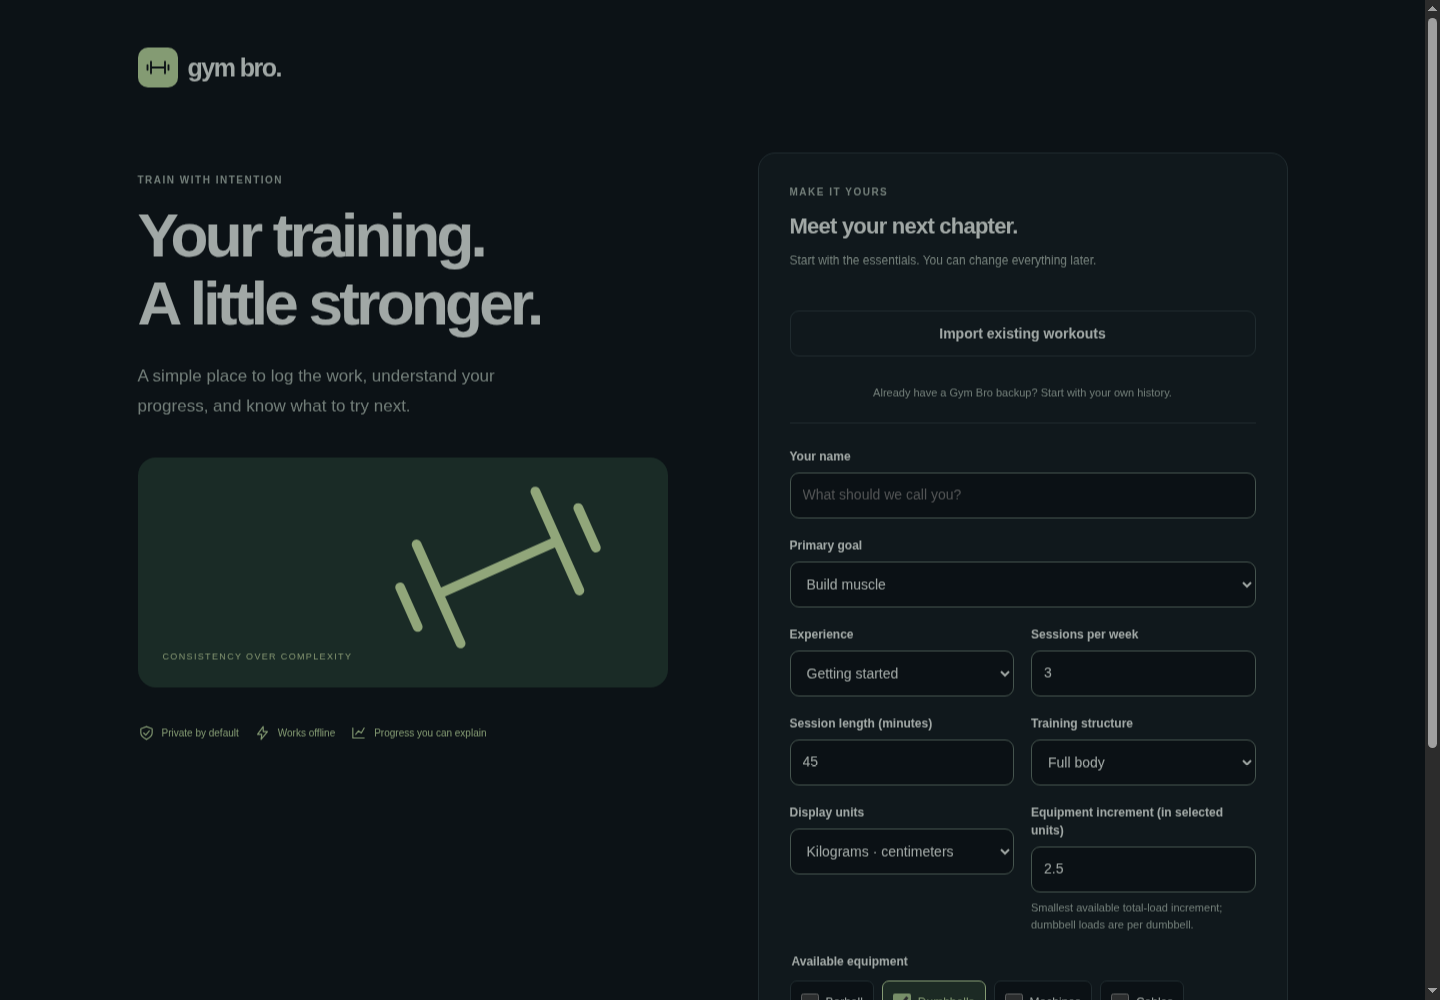 gym bro.
TRAIN WITH INTENTION
Your training.
A little stronger.
A simple place to log the work, understand your
progress, and know what to try next.
CONSISTENCY OVER COMPLEXITY
Private by default
Works offline
Progress you can explain
MAKE IT YOURS
Meet your next chapter.
Start with the essentials. You can change everything later.
Import existing workouts
Already have a Gym Bro backup? Start with your own history.
Your name
What should we call you?
Primary goal
Build muscle
Experience
Sessions per week
Getting started
3
Session length (minutes)
Training structure
45
Full body
Display units
Equipment increment (in selected
units)
Kilograms · centimeters
2.5
Smallest available total-load increment;
dumbbell loads are per dumbbell.
Available equipment
Barbell
Dumbbells
Machines
Cables